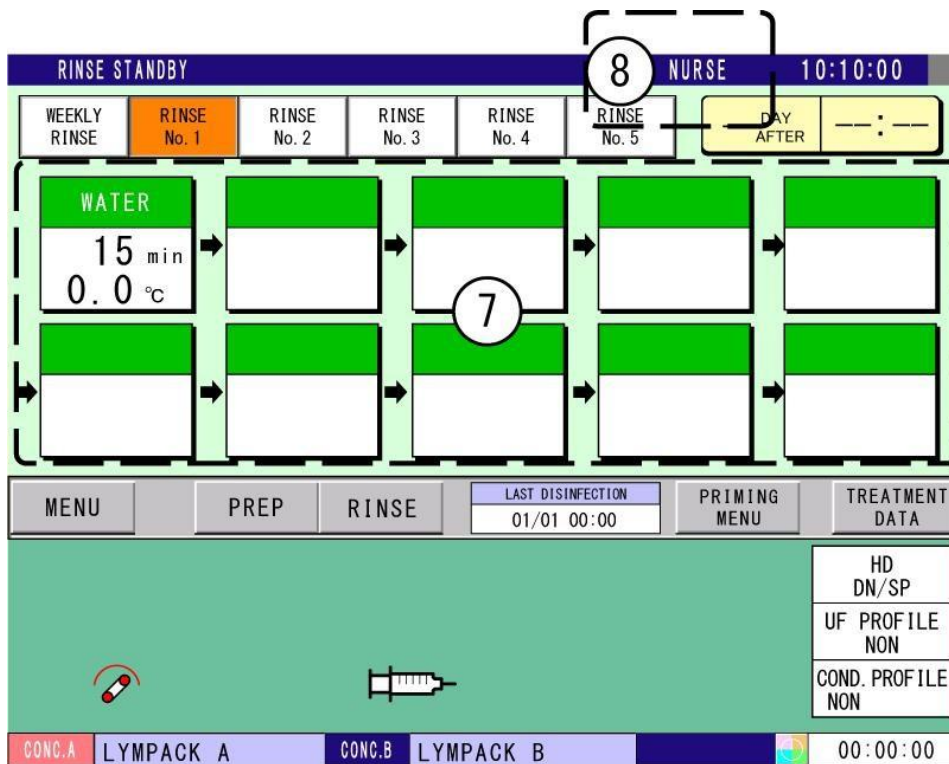 RINSE STANDBY
8
NURSE
10:10:00
WEEKLY
RINSE
RINSE
No. 1
RINSE
No. 2
RINSE
No. 3
RINSE
No. 4
RINSE
No. 5
DAY
AFTER
--:--
WATER
15 min
0.0 ℃
7
MENU
PREP
RINSE
LAST DISINFECTION
01/01 00:00
PRIMING
MENU
TREATMENT
DATA
HD
DN/SP
UF PROFILE
NON
COND. PROFILE
NON
CONC.A
LYMPACK A
CONC.B
LYMPACK B
00:00:00